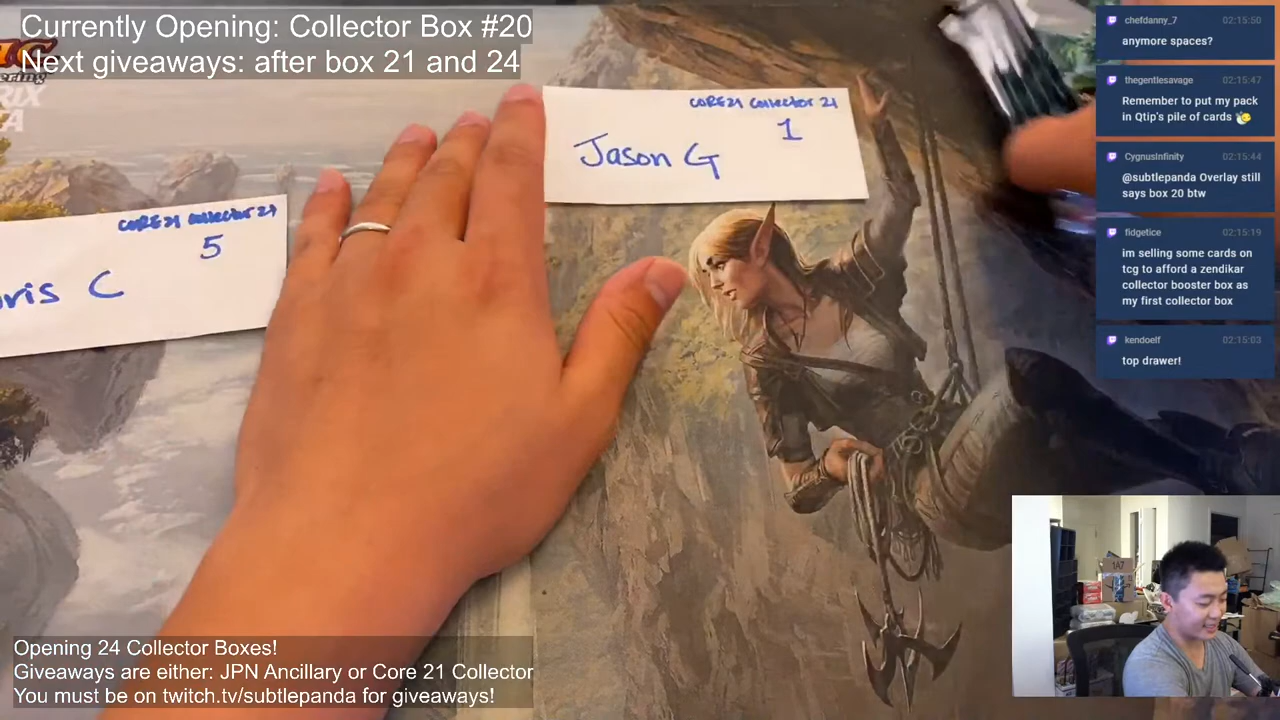 Currently Opening: Collector Box #20
Next giveaways: after box 21 and 24
CORE21 Collector 21
1
Jason G
CORE21 Collector 21
5
ris C
chefdanny_7 02:15:50
anymore spaces?
thegentlesavage 02:15:47
Remember to put my pack
in Qtip's pile of cards
CygnusInfinity 02:15:44
@subtlepanda Overlay still
says box 20 btw
fidgetice 02:15:19
im selling some cards on
tcg to afford a zendikar
collector booster box as
my first collector box
kendoelf 02:15:03
top drawer!
1A7
Opening 24 Collector Boxes!
Giveaways are either: JPN Ancillary or Core 21 Collector
You must be on twitch.tv/subtlepanda for giveaways!